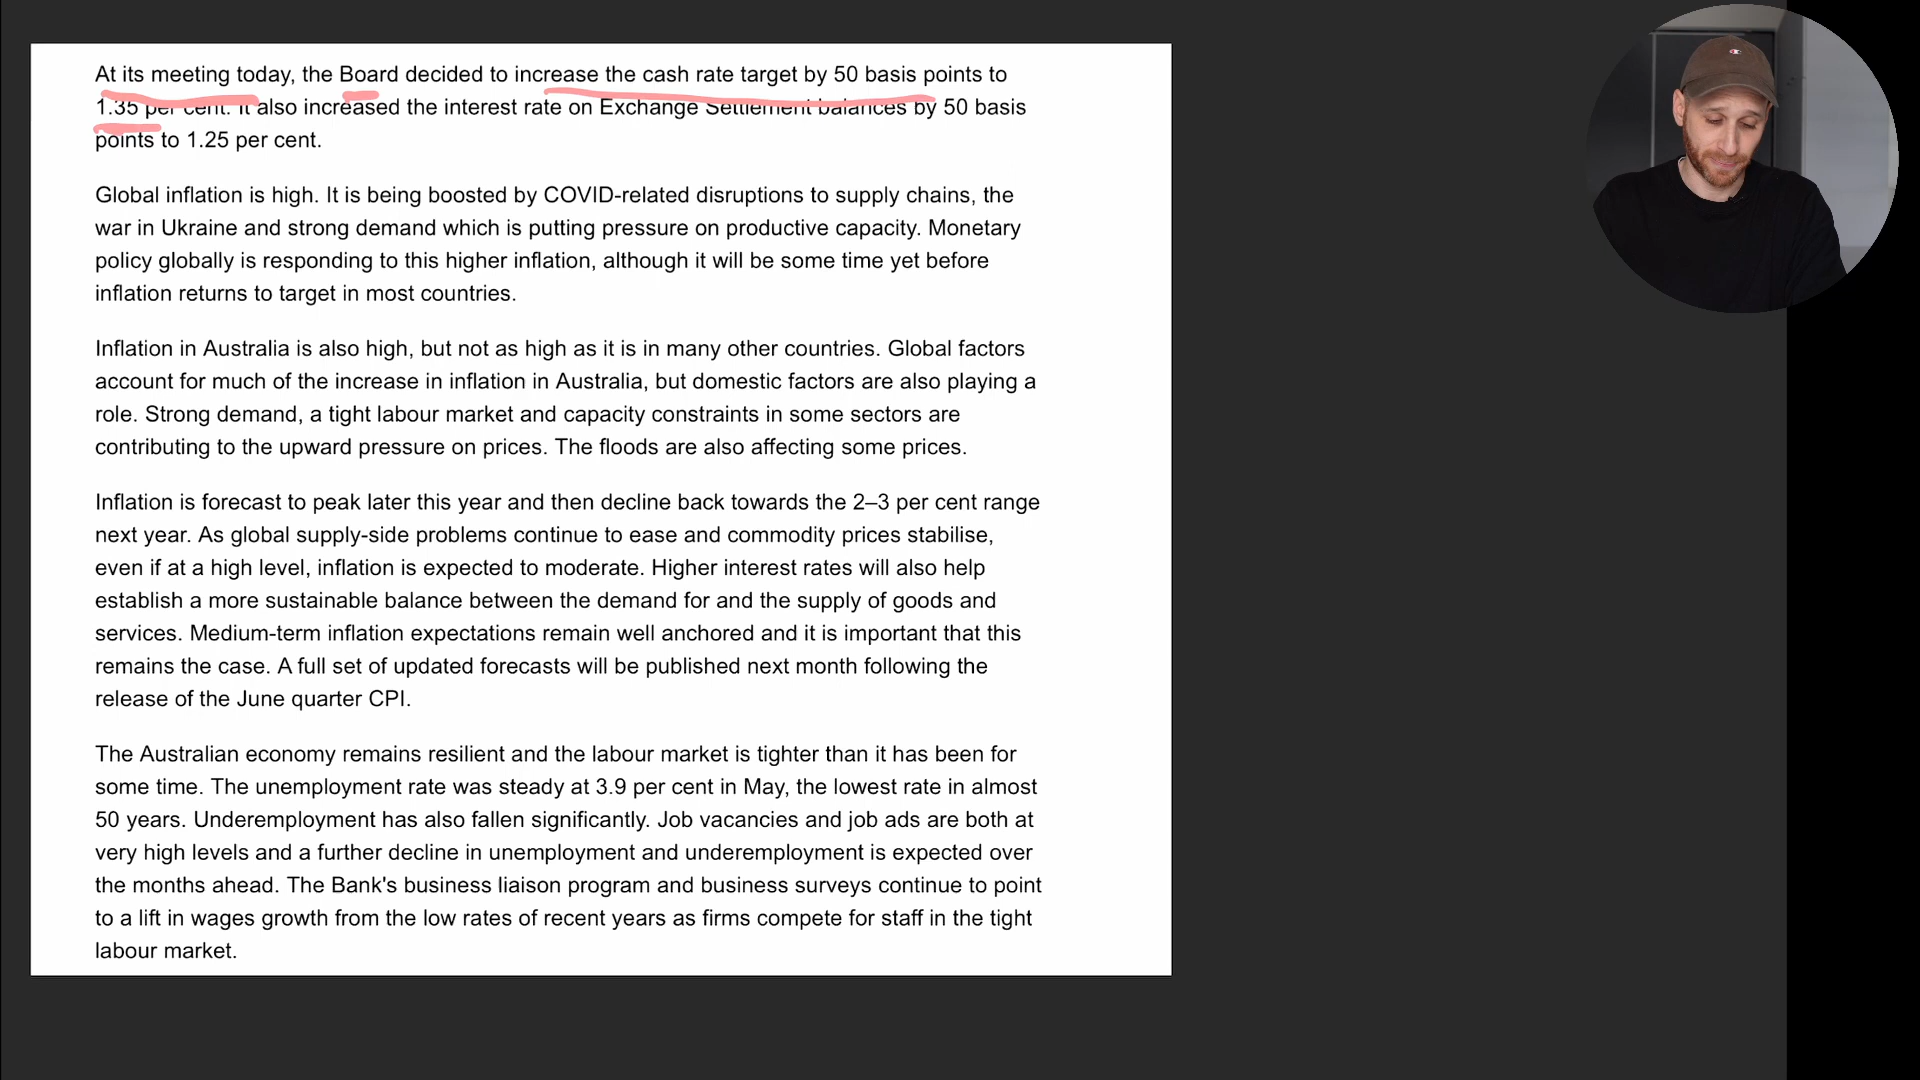 At its meeting today, the Board decided to increase the cash rate target by 50 basis points to
1.35 per cent. It also increased the interest rate on Exchange Settlement balances by 50 basis
points to 1.25 per cent.
Global inflation is high. It is being boosted by COVID-related disruptions to supply chains, the
war in Ukraine and strong demand which is putting pressure on productive capacity. Monetary
policy globally is responding to this higher inflation, although it will be some time yet before
inflation returns to target in most countries.
Inflation in Australia is also high, but not as high as it is in many other countries. Global factors
account for much of the increase in inflation in Australia, but domestic factors are also playing a
role. Strong demand, a tight labour market and capacity constraints in some sectors are
contributing to the upward pressure on prices. The floods are also affecting some prices.
Inflation is forecast to peak later this year and then decline back towards the 2–3 per cent range
next year. As global supply-side problems continue to ease and commodity prices stabilise,
even if at a high level, inflation is expected to moderate. Higher interest rates will also help
establish a more sustainable balance between the demand for and the supply of goods and
services. Medium-term inflation expectations remain well anchored and it is important that this
remains the case. A full set of updated forecasts will be published next month following the
release of the June quarter CPI.
The Australian economy remains resilient and the labour market is tighter than it has been for
some time. The unemployment rate was steady at 3.9 per cent in May, the lowest rate in almost
50 years. Underemployment has also fallen significantly. Job vacancies and job ads are both at
very high levels and a further decline in unemployment and underemployment is expected over
the months ahead. The Bank's business liaison program and business surveys continue to point
to a lift in wages growth from the low rates of recent years as firms compete for staff in the tight
labour market.